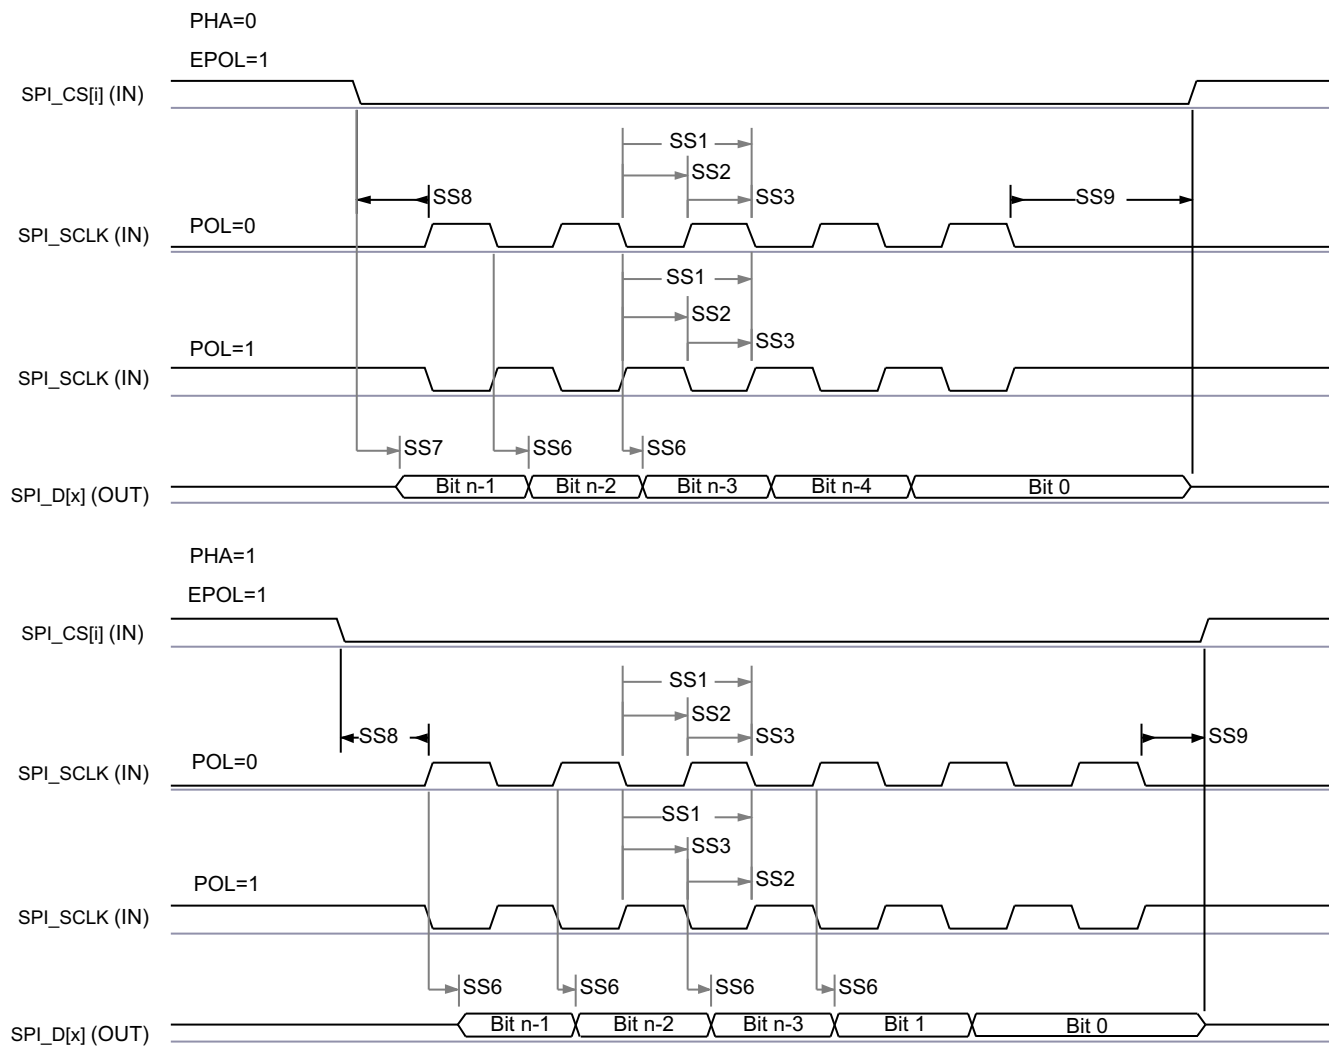 PHA=0
EPOL=1
SPI_CS[i] (IN)
SS1
SS2
SS8
SS3
SS9
POL=0
SPI_SCLK (IN)
SS1
SS2
SS3
POL=1
SPI_SCLK (IN)
SS7
SS6
SS6
SPI_D[x] (OUT)
Bit n-1
Bit n-2
Bit n-3
Bit n-4
Bit 0
PHA=1
EPOL=1
SPI_CS[i] (IN)
SS1
SS2
SS8
SS3
SS9
POL=0
SPI_SCLK (IN)
SS1
SS3
SS2
POL=1
SPI_SCLK (IN)
SS6
SS6
SS6
SS6
SPI_D[x] (OUT)
Bit n-1
Bit n-2
Bit n-3
Bit 1
Bit 0